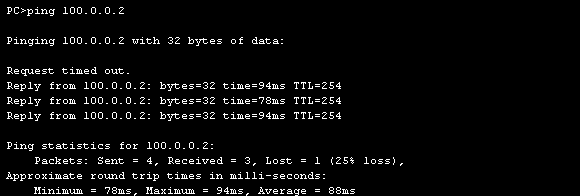 PC>ping 100.0.0.2
Pinging 100.0.0.2 with 32 bytes of data:
Request timed out.
Reply from 100.0.0.2: bytes=32 time=94ms TTL=254
Reply from 100.0.0.2: bytes=32 time=78ms TTL=254
Reply from 100.0.0.2: bytes=32 time=94ms TTL=254
Ping statistics for 100.0.0.2:
Packets: Sent = 4, Received = 3, Lost = 1 (25% loss),
Approximate round trip times in milli-seconds:
Minimum = 78ms, Maximum = 94ms, Average = 88ms